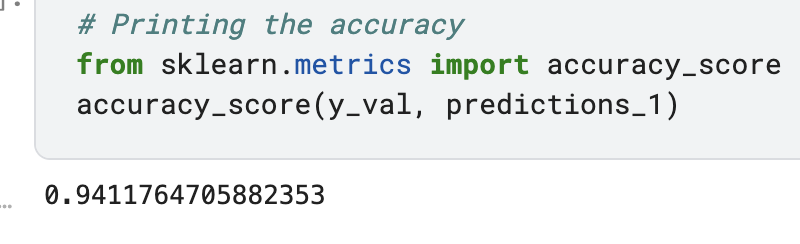 # Printing the accuracy
from sklearn.metrics import accuracy_score
accuracy_score(y_val, predictions_1)
0.9411764705882353